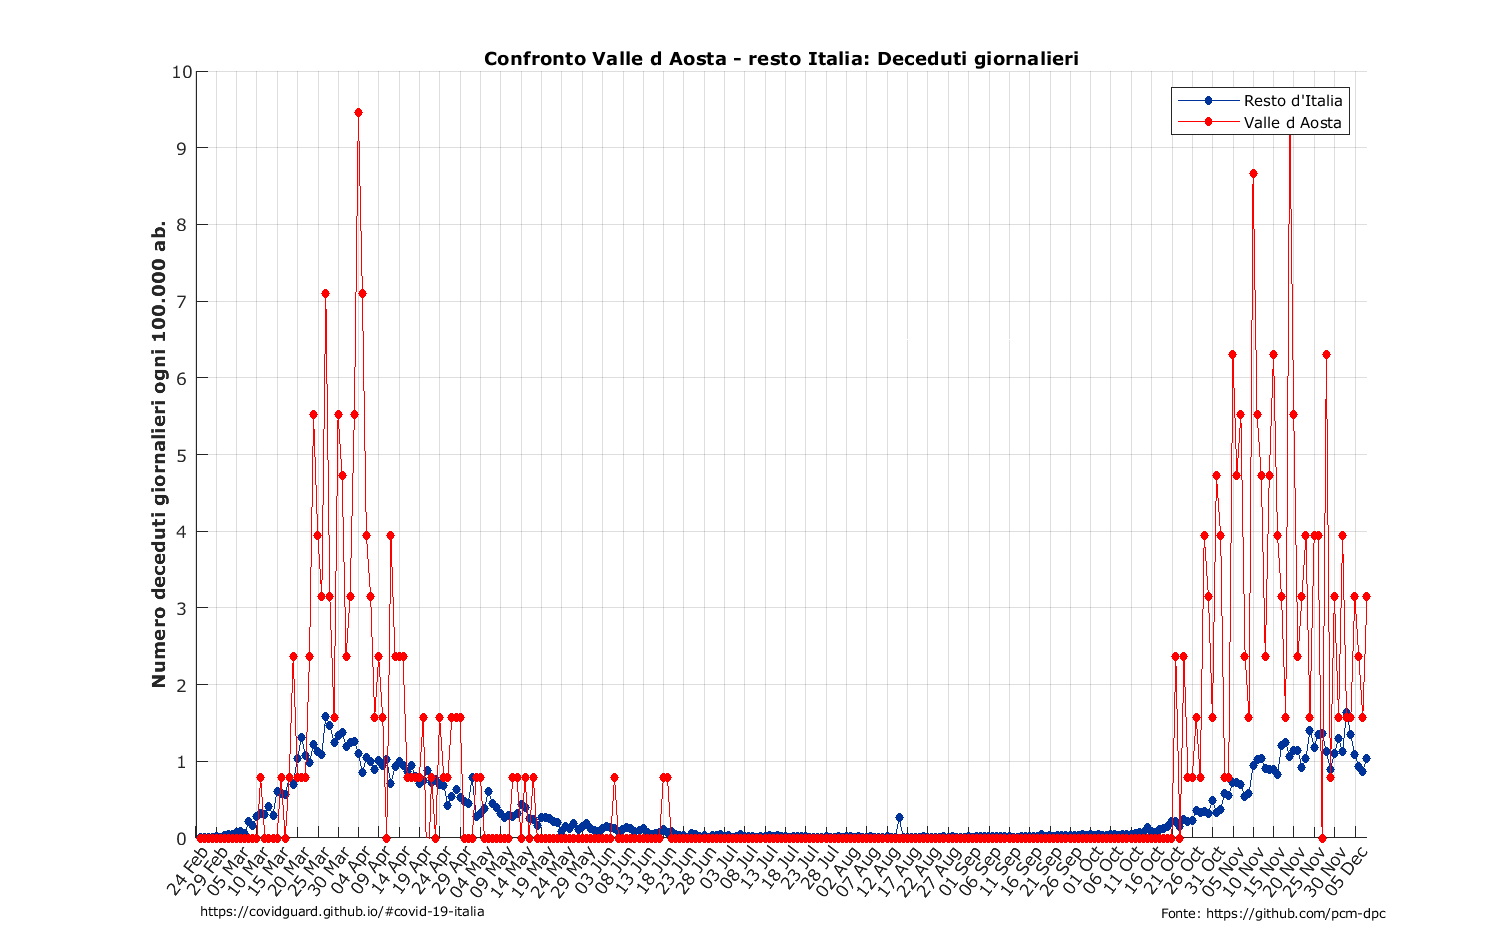 Confronto Valle d Aosta - resto Italia: Deceduti giornalieri
Resto d'Italia
Valle d Aosta
Numero deceduti giornalieri ogni 100.000 ab.
10
9
8
7
6
5
4
3
2
1
0
24 Feb
29 Feb
05 Mar
10 Mar
15 Mar
20 Mar
25 Mar
30 Mar
04 Apr
09 Apr
14 Apr
19 Apr
24 Apr
29 Apr
04 May
09 May
14 May
19 May
24 May
29 May
03 Jun
08 Jun
13 Jun
18 Jun
23 Jun
28 Jun
03 Jul
08 Jul
13 Jul
18 Jul
23 Jul
28 Jul
02 Aug
07 Aug
12 Aug
17 Aug
22 Aug
27 Aug
01 Sep
06 Sep
11 Sep
16 Sep
21 Sep
26 Sep
01 Oct
06 Oct
11 Oct
16 Oct
21 Oct
26 Oct
31 Oct
05 Nov
10 Nov
15 Nov
20 Nov
25 Nov
30 Nov
05 Dec
https://covidguard.github.io/#covid-19-italia
Fonte: https://github.com/pcm-dpc